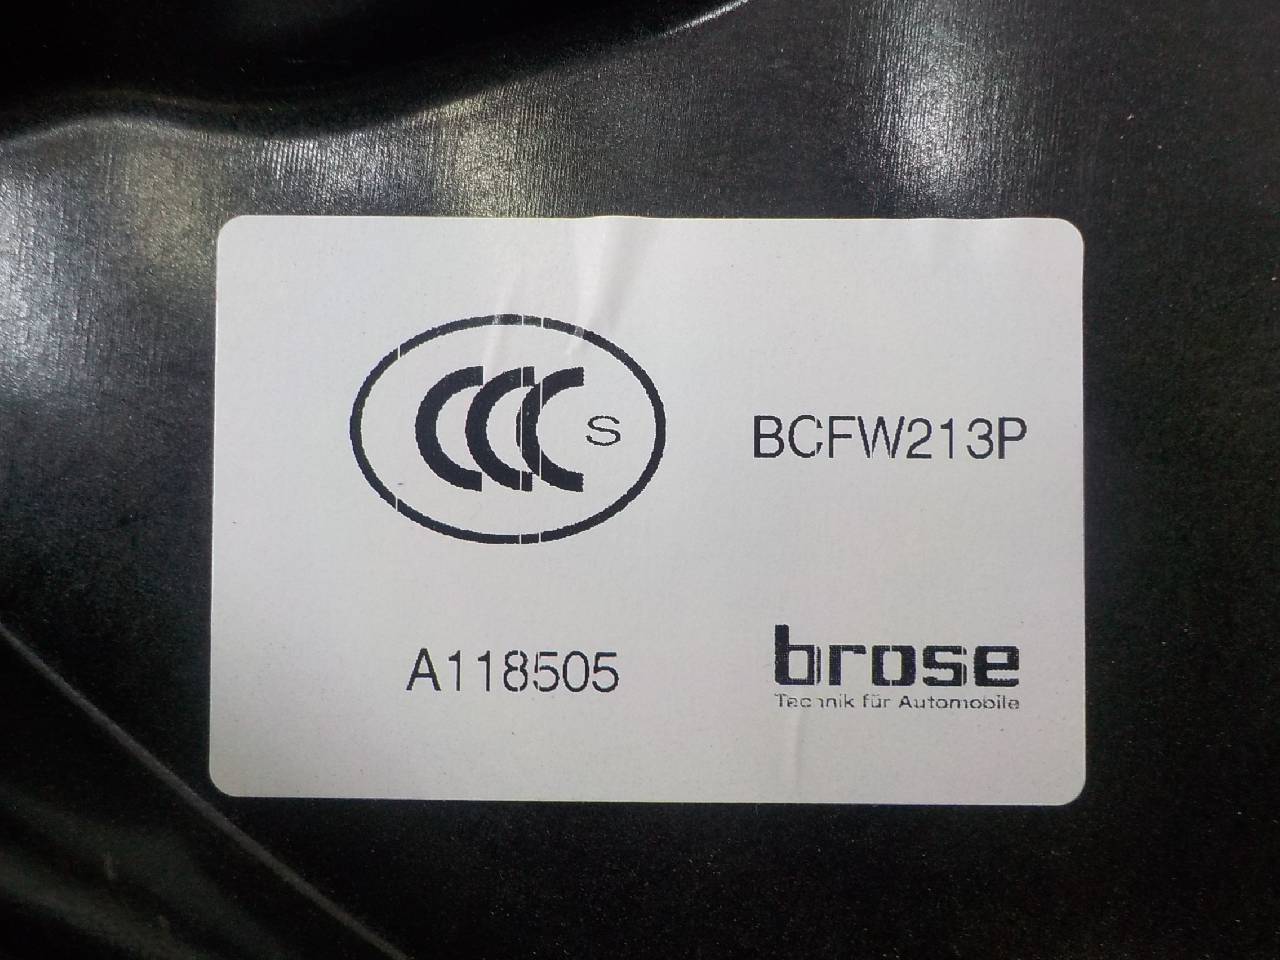 CCC S
BCFW213P
A118505
brose
Technik für Automobile